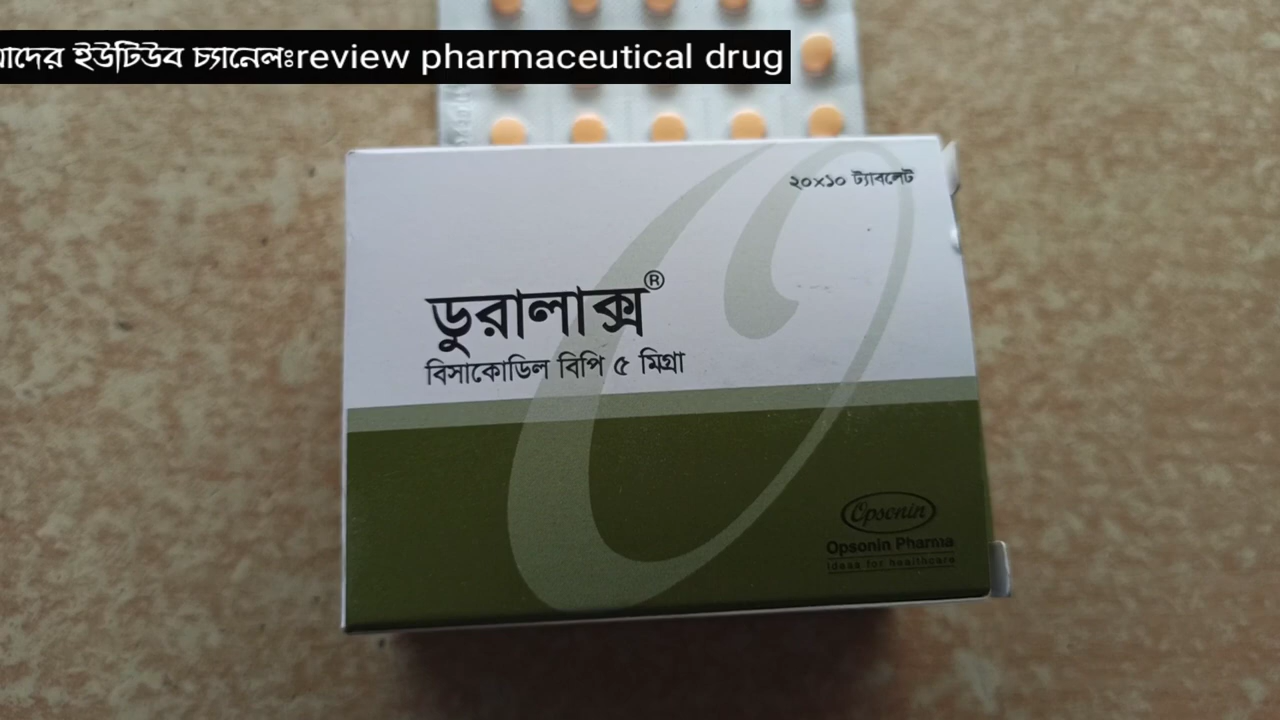 ইউটিউব চ্যানেলঃreview pharmaceutical drug
২০x১০ ট্যাবলেট
ডুরালাক্স®
বিসাকোডিল বিপি ৫ মিগ্রা
Opsonin
Opsonin Pharma
Ideas for healthcare